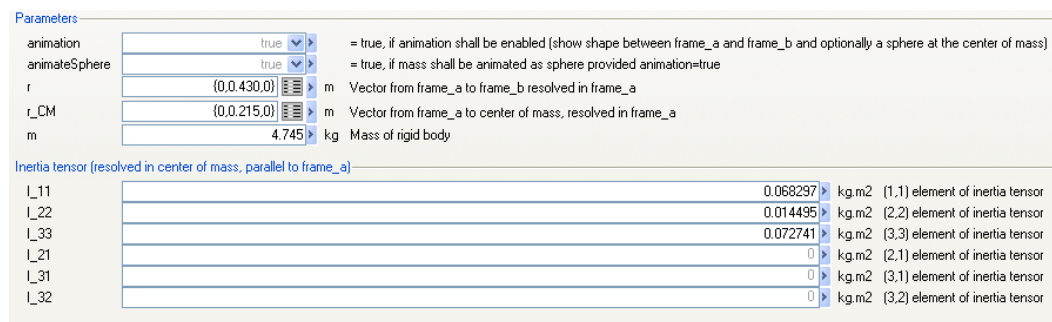 Parameters
animation true = true, if animation shall be enabled (show shape between frame_a and frame_b and optionally a sphere at the center of mass)
animateSphere true = true, if mass shall be animated as sphere provided animation=true
r {0,0.430,0} m Vector from frame_a to frame_b resolved in frame_a
r_CM {0,0.215,0} m Vector from frame_a to center of mass, resolved in frame_a
m 4.745 kg Mass of rigid body
Inertia tensor (resolved in center of mass, parallel to frame_a)
I_11 0.068297 kg.m2 (1,1) element of inertia tensor
I_22 0.014495 kg.m2 (2,2) element of inertia tensor
I_33 0.072741 kg.m2 (3,3) element of inertia tensor
I_21 0 kg.m2 (2,1) element of inertia tensor
I_31 0 kg.m2 (3,1) element of inertia tensor
I_32 0 kg.m2 (3,2) element of inertia tensor